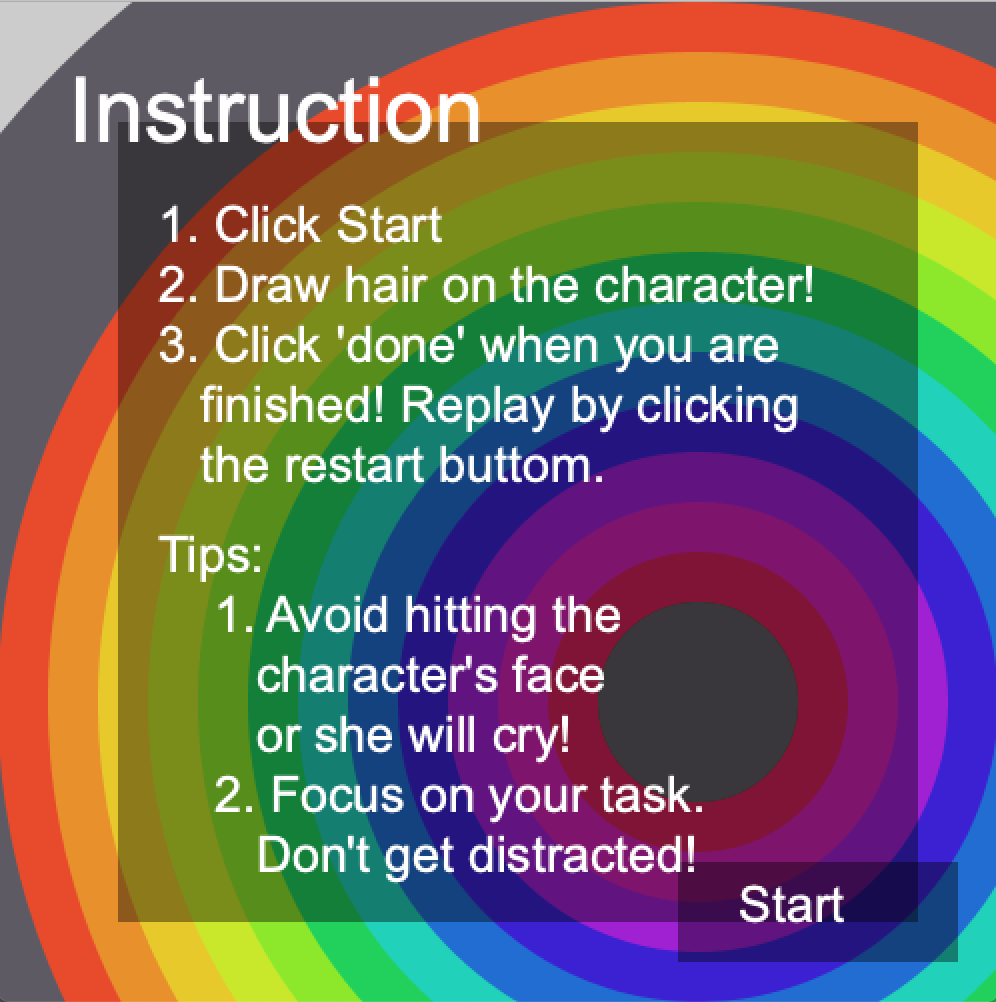 Instruction
1. Click Start
2. Draw hair on the character!
3. Click 'done' when you are
finished! Replay by clicking
the restart buttom.
Tips:
1. Avoid hitting the
character's face
or she will cry!
2. Focus on your task.
Don't get distracted!
Start